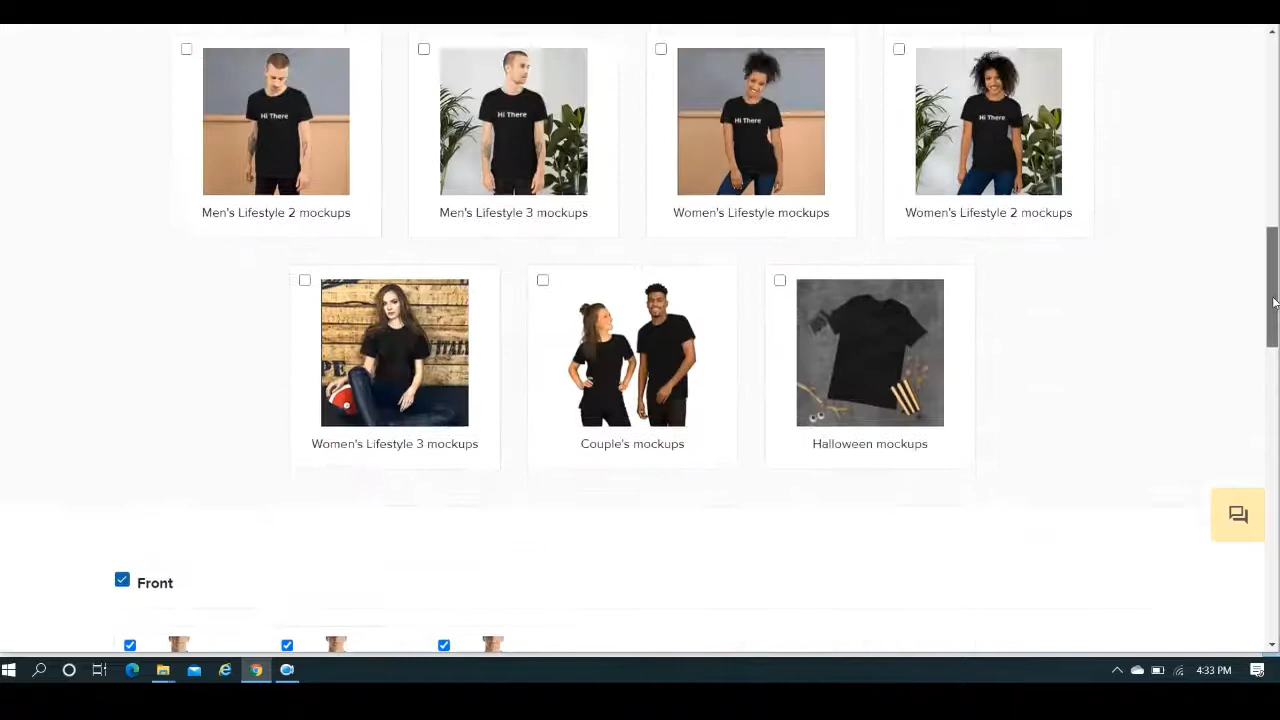 Hi There
Hi There
Hi There
Hi There
Men's Lifestyle 2 mockups
Men's Lifestyle 3 mockups
Women's Lifestyle mockups
Women's Lifestyle 2 mockups
Women's Lifestyle 3 mockups
Couple's mockups
Halloween mockups
Front
4:33 PM